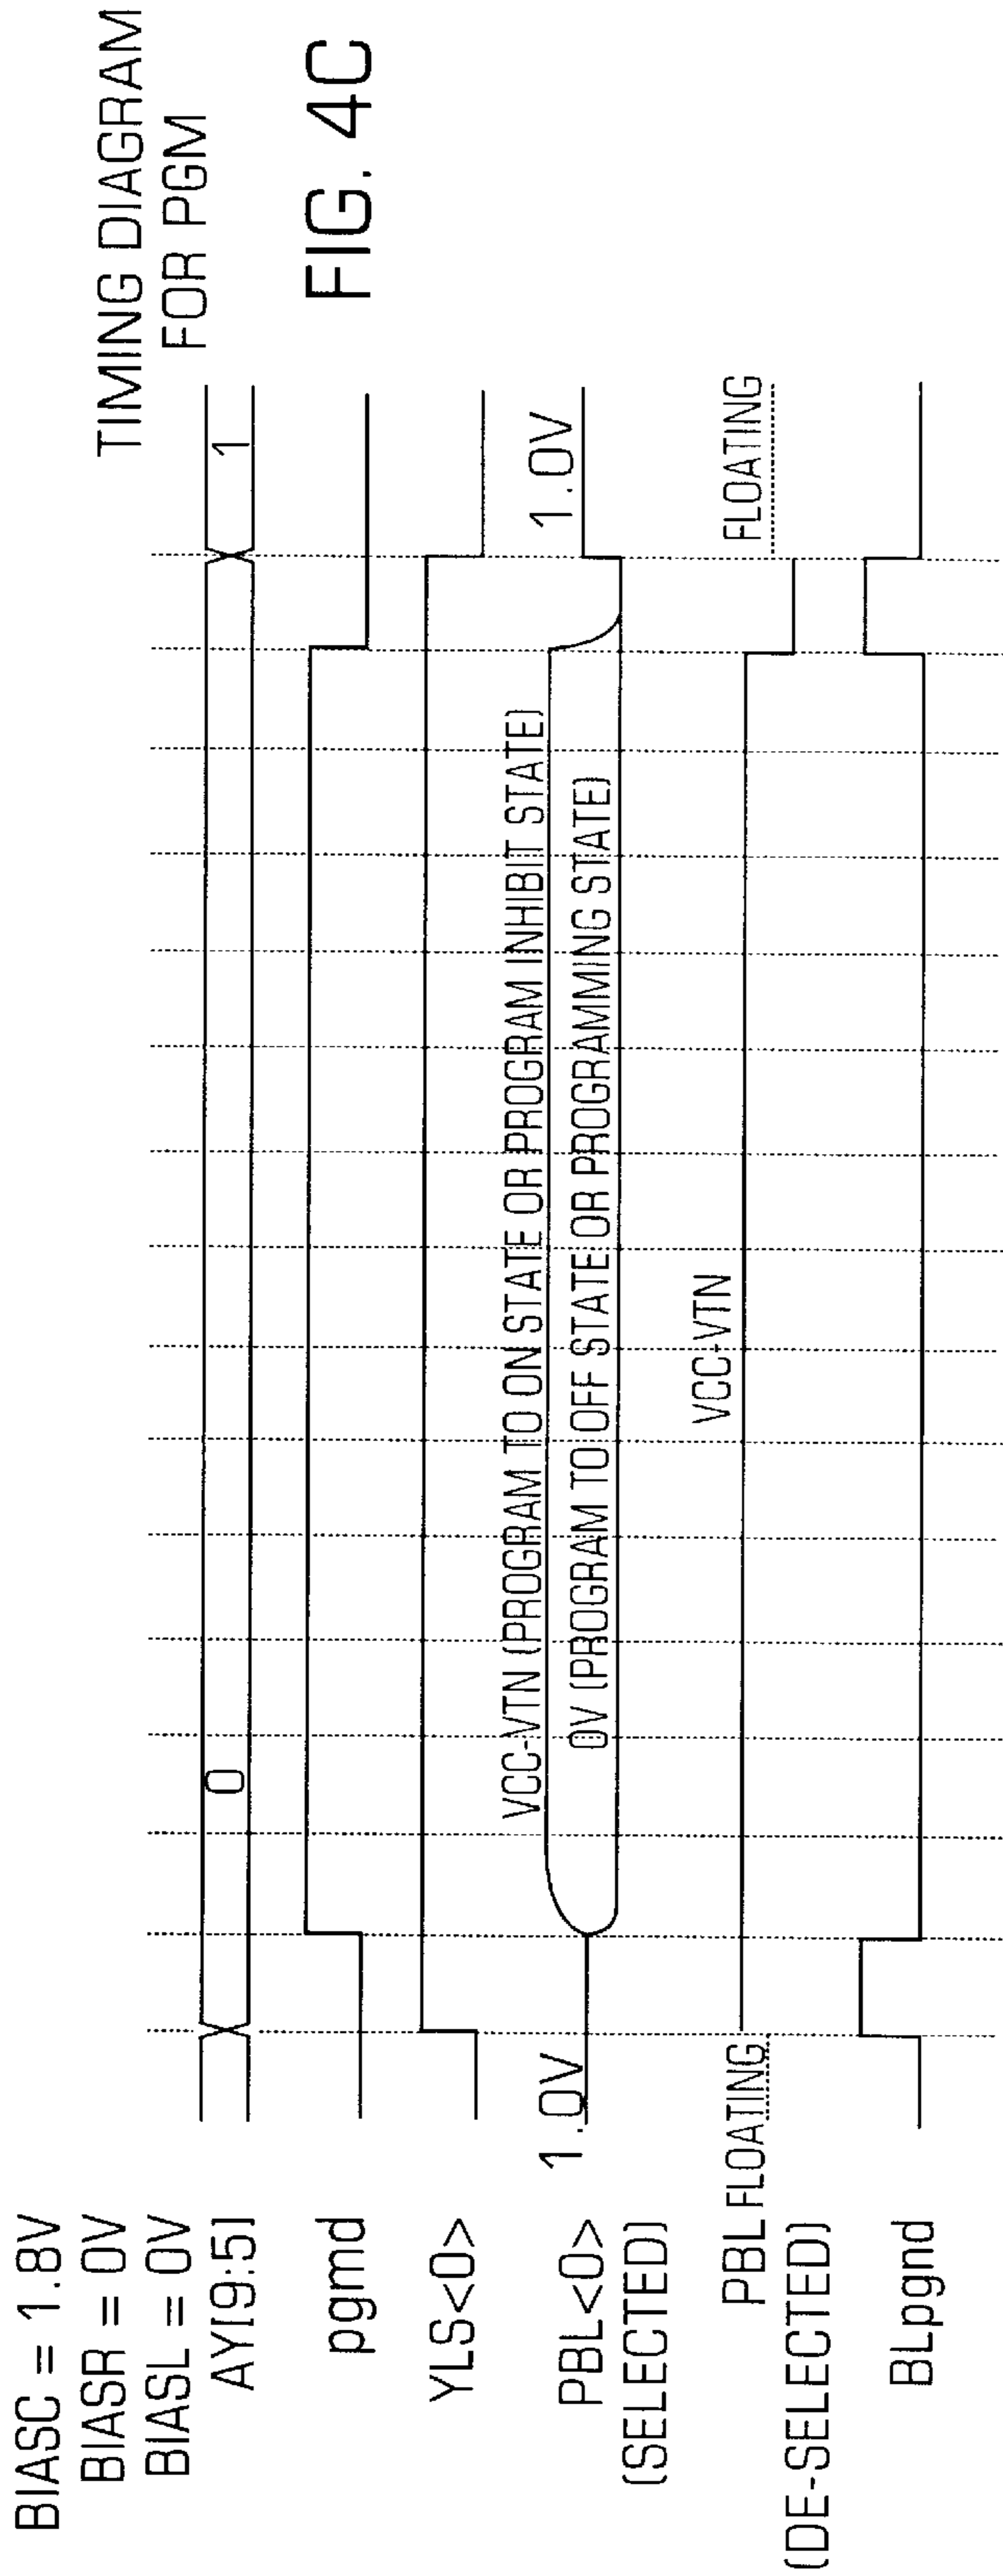 TIMING DIAGRAM
FOR PGM
FIG. 4C
BIASC = 1.8V
BIASR = 0V
BIASL = 0V
AY[9:5]
0
1
pgmd
YLS<0>
PBL<0>
(SELECTED)
1.0V
VCC-VTN (PROGRAM TO ON STATE OR PROGRAM INHIBIT STATE)
0V (PROGRAM TO OFF STATE OR PROGRAMMING STATE)
1.0V
PBL
(DE-SELECTED)
FLOATING
VCC-VTN
FLOATING
BLpgnd